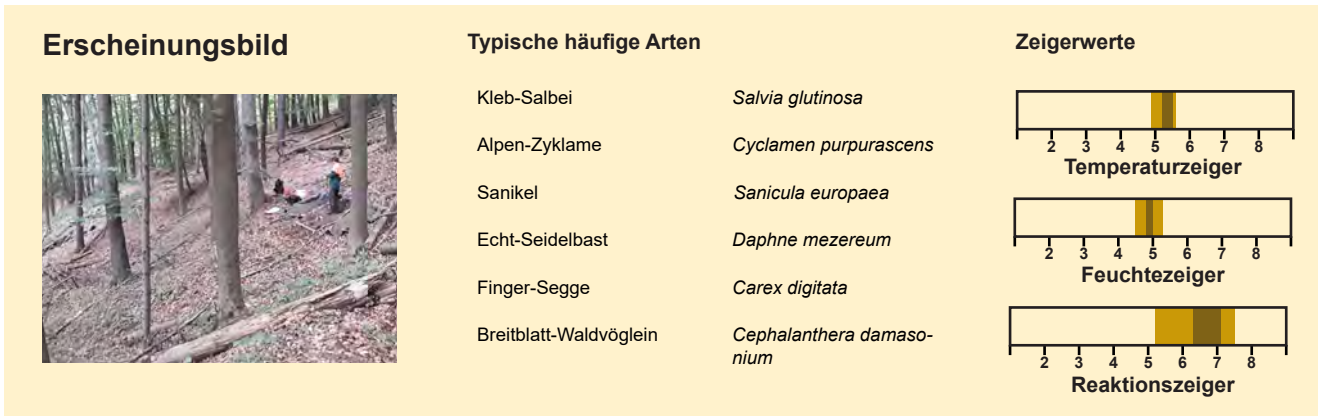 Erscheinungsbild
Typische häufige Arten
Kleb-Salbei Salvia glutinosa
Alpen-Zyklame Cyclamen purpurascens
Sanikel Sanicula europaea
Echt-Seidelbast Daphne mezereum
Finger-Segge Carex digitata
Breitblatt-Waldvöglein Cephalanthera damaso-
nium
Zeigerwerte
2 3 4 5 6 7 8
Temperaturzeiger
2 3 4 5 6 7 8
Feuchtezeiger
2 3 4 5 6 7 8
Reaktionszeiger